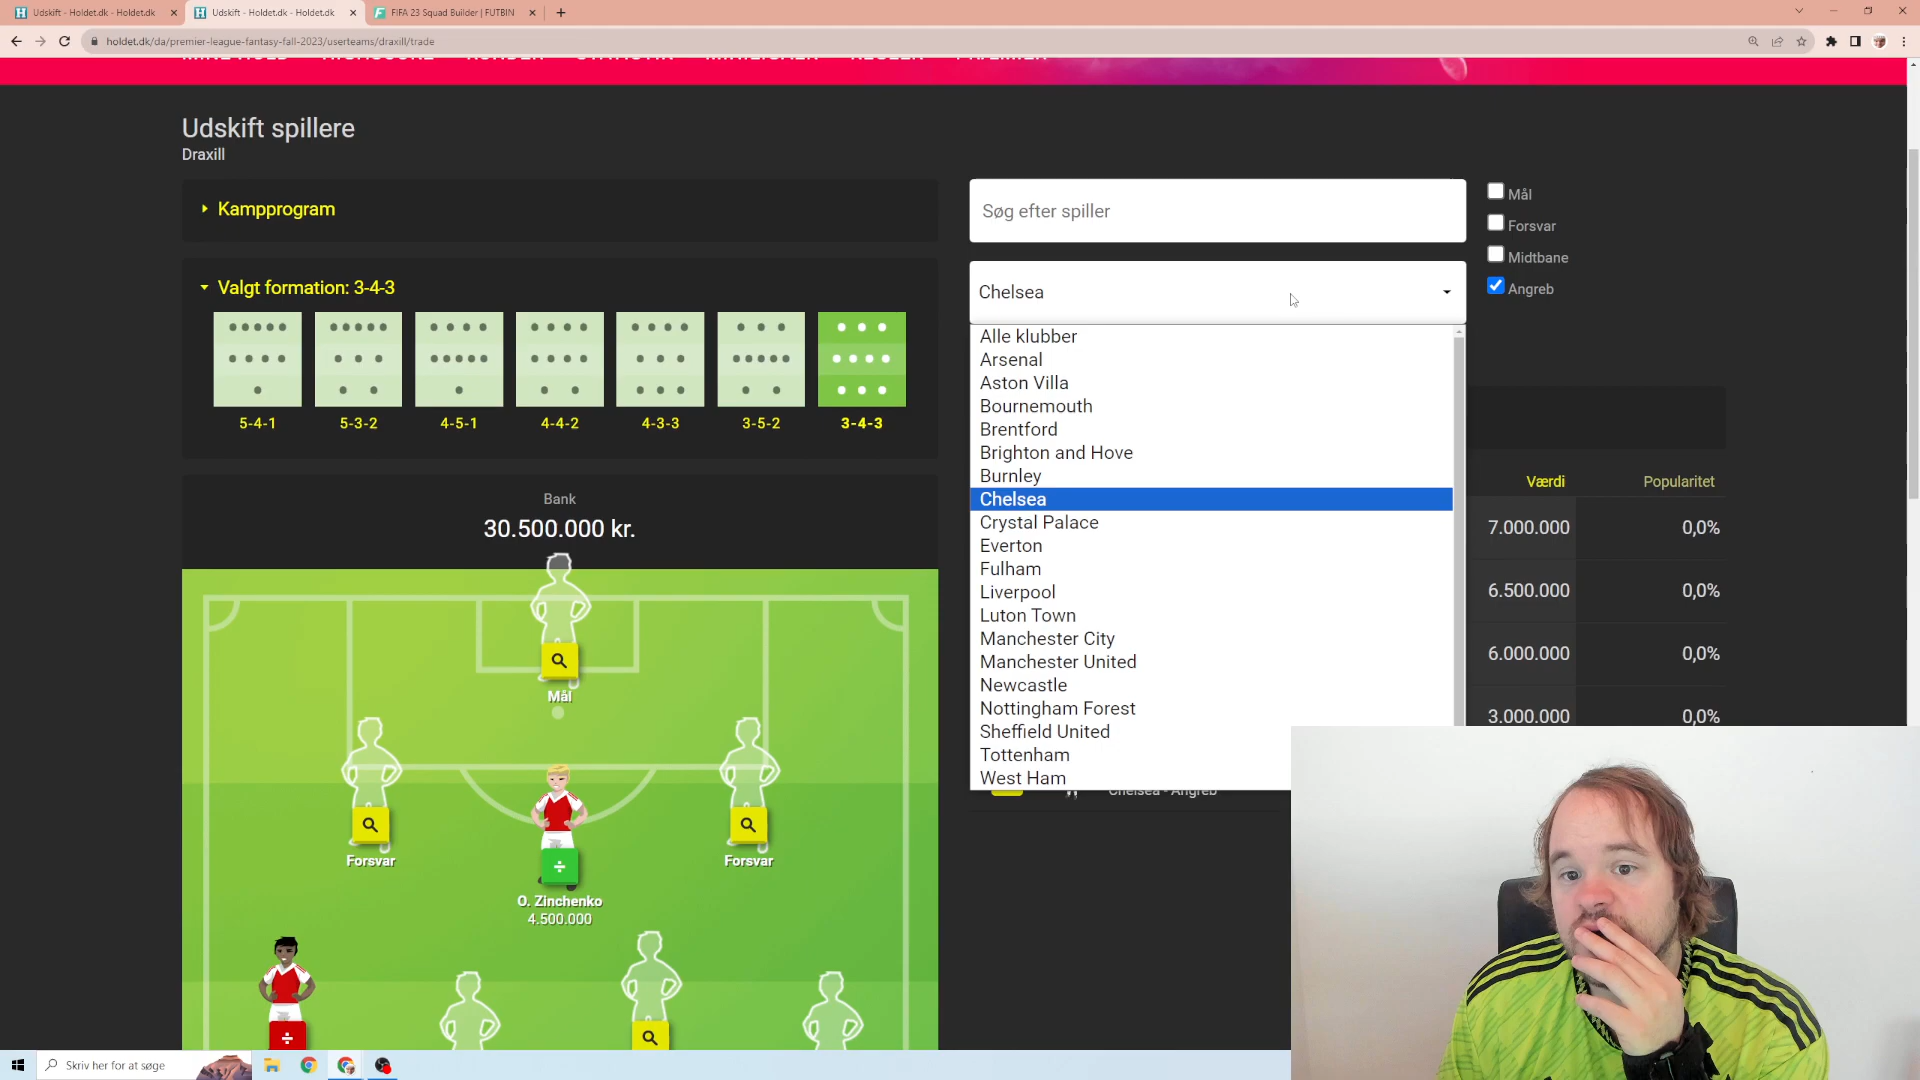 Udskift - Holdet.dk - Holdet.dk
Udskift - Holdet.dk - Holdet.dk
FIFA 23 Squad Builder | FUTBIN
holdet.dk/da/premier-league-fantasy-fall-2023/userteams/draxill/trade
Udskift spillere
Draxill
Kampprogram
Valgt formation: 3-4-3
5-4-1
5-3-2
4-5-1
4-4-2
4-3-3
3-5-2
3-4-3
Bank
30.500.000 kr.
Mål
Forsvar
Forsvar
O. Zinchenko
4.500.000
Søg efter spiller
Chelsea
Alle klubber
Arsenal
Aston Villa
Bournemouth
Brentford
Brighton and Hove
Burnley
Chelsea
Crystal Palace
Everton
Fulham
Liverpool
Luton Town
Manchester City
Manchester United
Newcastle
Nottingham Forest
Sheffield United
Tottenham
West Ham
Chelsea - Angreb
Mål
Forsvar
Midtbane
Angreb
Værdi Popularitet
7.000.000 0,0%
6.500.000 0,0%
6.000.000 0,0%
3.000.000 0,0%
Skriv her for at søge